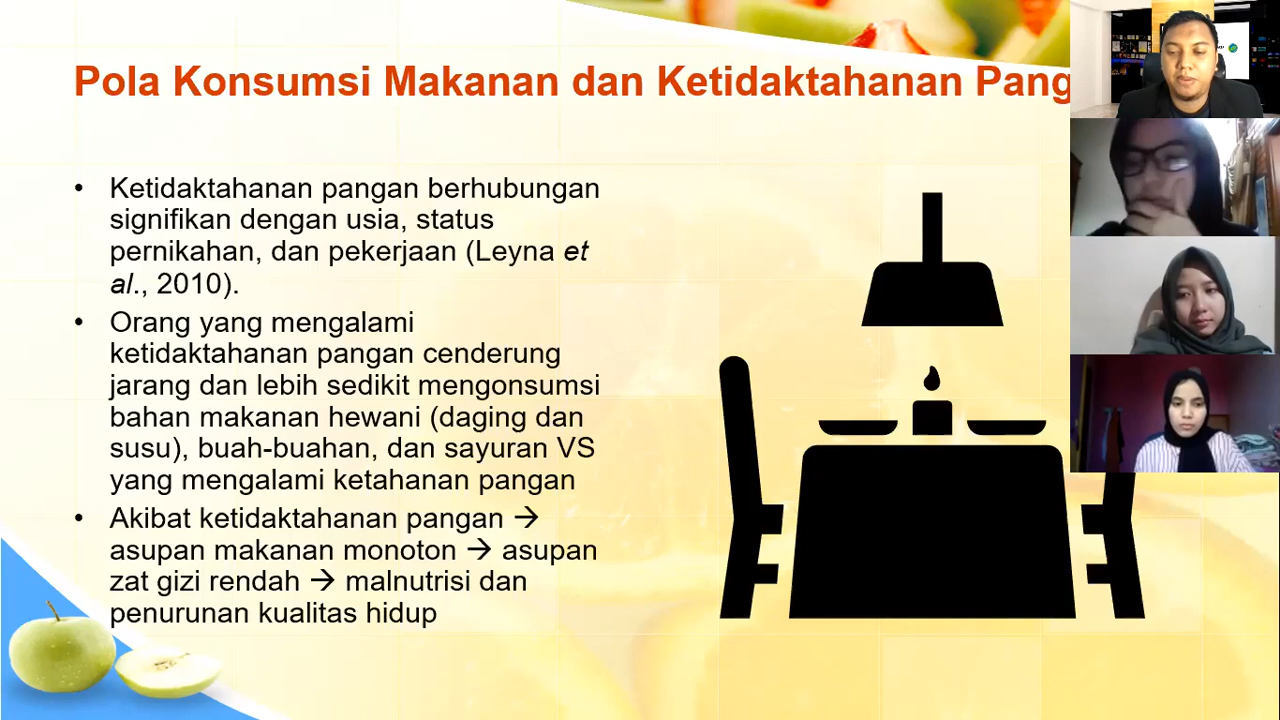 Pola Konsumsi Makanan dan Ketidaktahanan Pang
• Ketidaktahanan pangan berhubungan
signifikan dengan usia, status
pernikahan, dan pekerjaan (Leyna et
al., 2010).
• Orang yang mengalami
ketidaktahanan pangan cenderung
jarang dan lebih sedikit mengonsumsi
bahan makanan hewani (daging dan
susu), buah-buahan, dan sayuran VS
yang mengalami ketahanan pangan
• Akibat ketidaktahanan pangan →
asupan makanan monoton → asupan
zat gizi rendah → malnutrisi dan
penurunan kualitas hidup